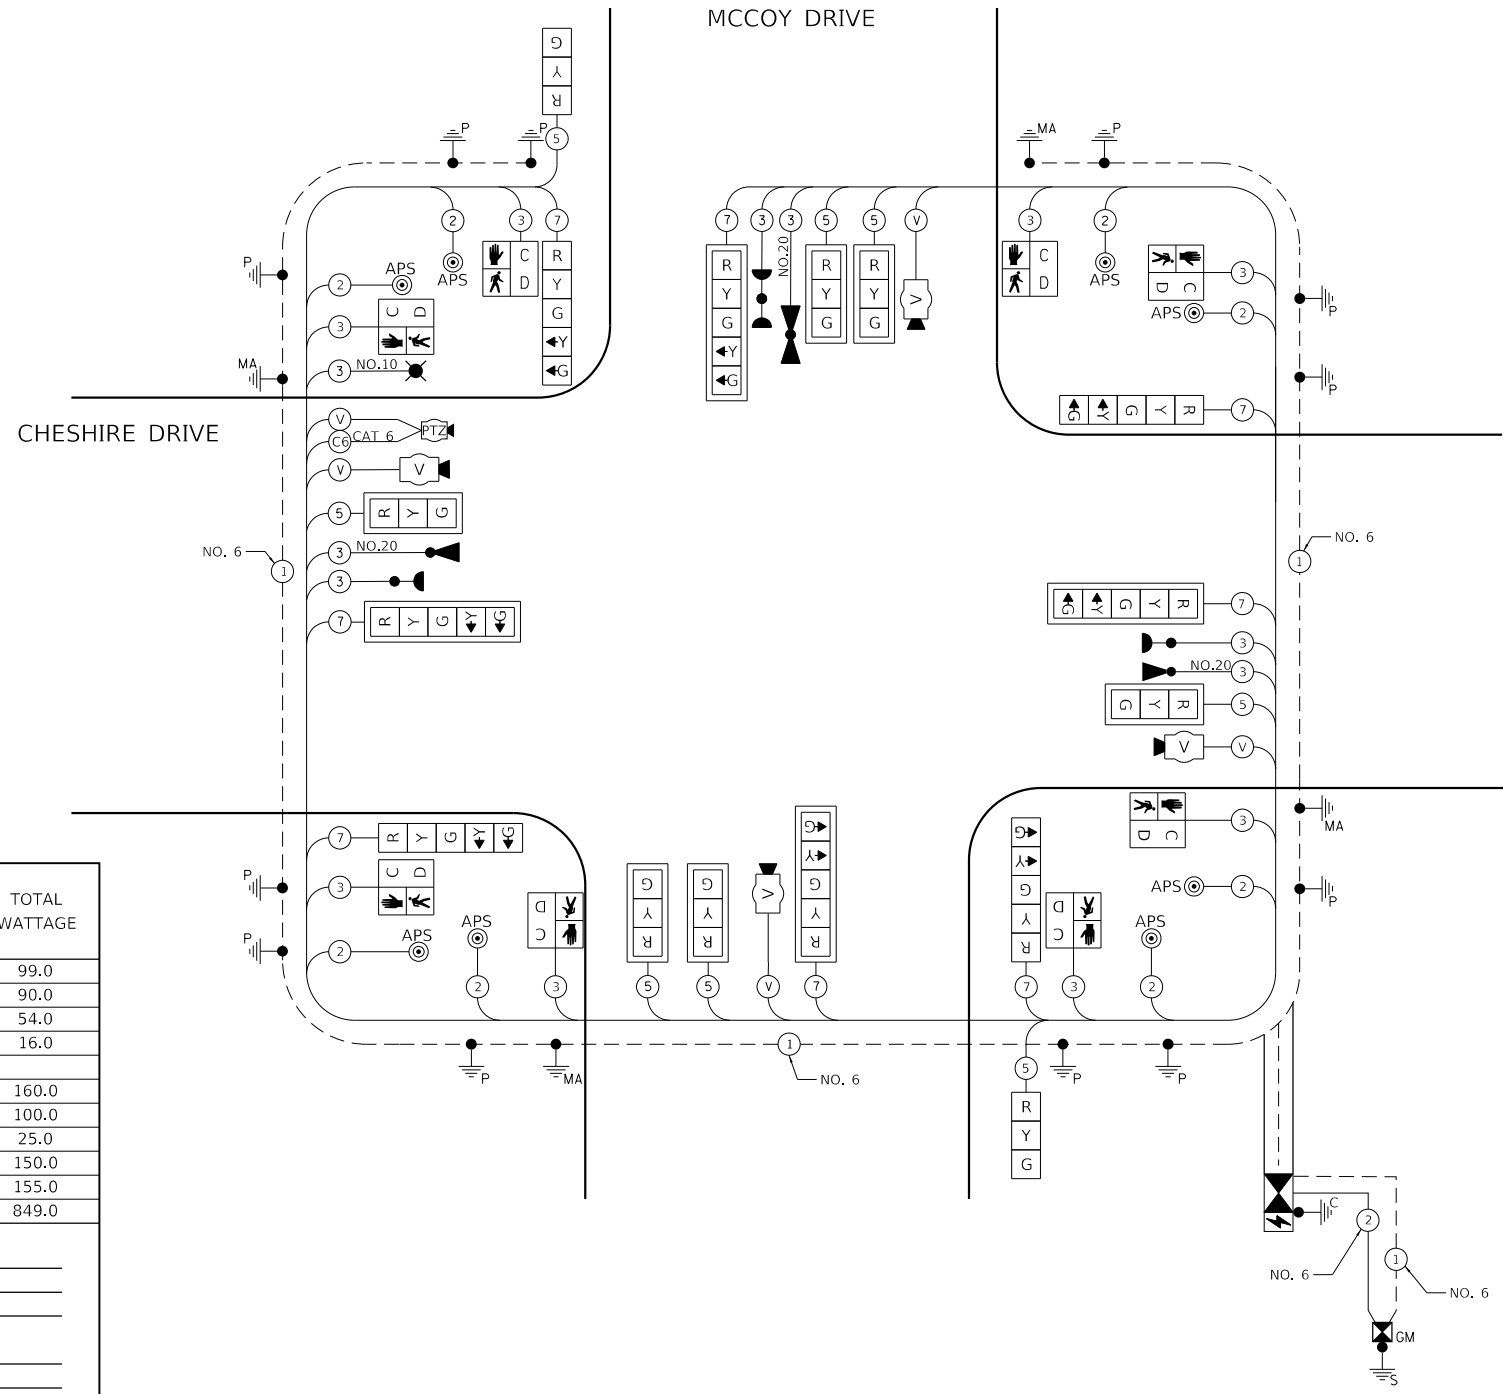 MCCOY DRIVE
G
Y
R
P P 5
MA P
2 3 7
7 3 3 5 5 V
3 2
NO.20
APS
C
D
R
Y
G
Y
G
R
Y
G
Y
G
R
Y
G
R
Y
G
V
C
D
APS
D C
3
APS 2
P
2 APS
3 C D
MA
3 NO.10
P
P
P
G Y G Y R 7
CHESHIRE DRIVE
V
C6 CAT 6 PTZ
V V
5 R Y G
3 NO.20
3
7 R Y G Y G
NO. 6
1
NO. 6
1
G Y G Y R 7
3
NO.20 3
G Y R 5
V V
MA
P
7 R Y G Y G
3 C D
P
P
2 APS
APS
2
D
C
3
G
Y
R
5
G
Y
R
5
V
V
G
Y
G
Y
R
7
G
Y
G
Y
R
7
D
C
3
APS
2
D C
3
APS 2
P MA
1
NO. 6
P P
5
R
Y
G
TOTAL
WATTAGE
99.0
90.0
54.0
16.0
160.0
100.0
25.0
150.0
155.0
849.0
C
2
NO. 6
1
NO. 6
GM
S